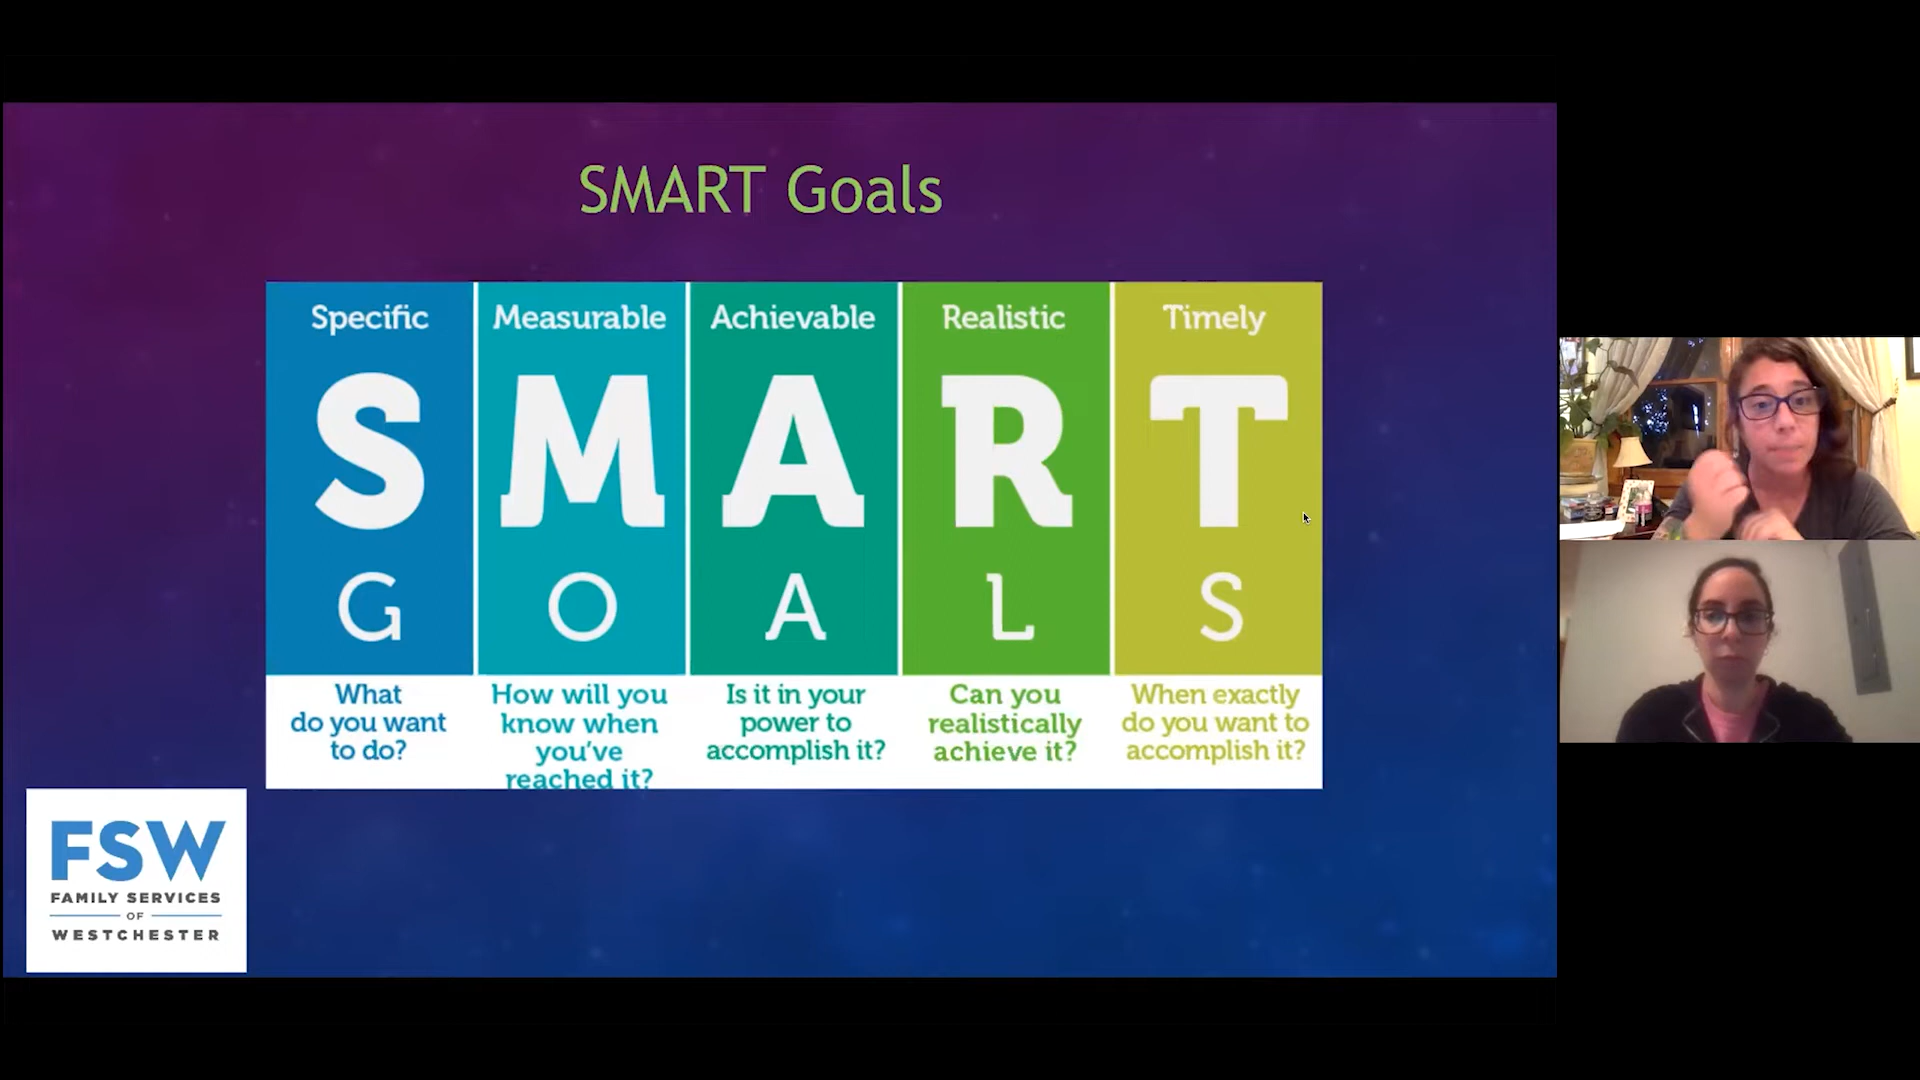 SMART Goals
Specific Measurable Achievable Realistic Timely
S M A R T
G O A L S
What
do you want
to do?
How will you
know when
you've
reached it?
Is it in your
power to
accomplish it?
Can you
realistically
achieve it?
When exactly
do you want to
accomplish it?
FSW
FAMILY SERVICES
OF
WESTCHESTER